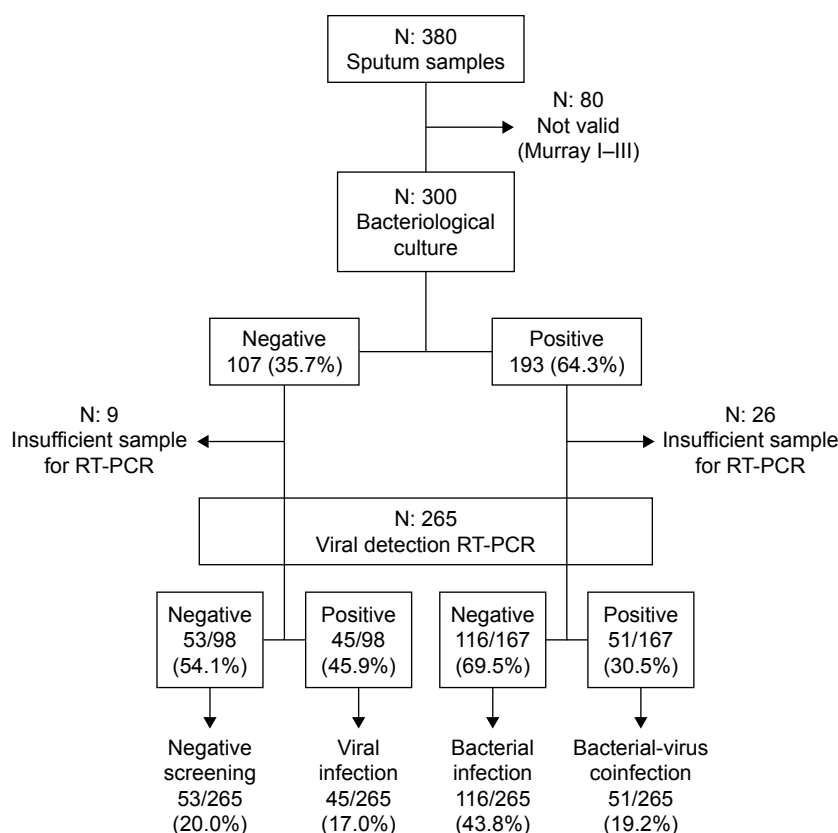 N: 380
Sputum samples
N: 80
Not valid
(Murray I–III)
N: 300
Bacteriological
culture
Negative
107 (35.7%)
Positive
193 (64.3%)
N: 9
Insufficient sample
for RT-PCR
N: 26
Insufficient sample
for RT-PCR
N: 265
Viral detection RT-PCR
Negative
53/98
(54.1%)
Positive
45/98
(45.9%)
Negative
116/167
(69.5%)
Positive
51/167
(30.5%)
Negative
screening
53/265
(20.0%)
Viral
infection
45/265
(17.0%)
Bacterial
infection
116/265
(43.8%)
Bacterial-virus
coinfection
51/265
(19.2%)